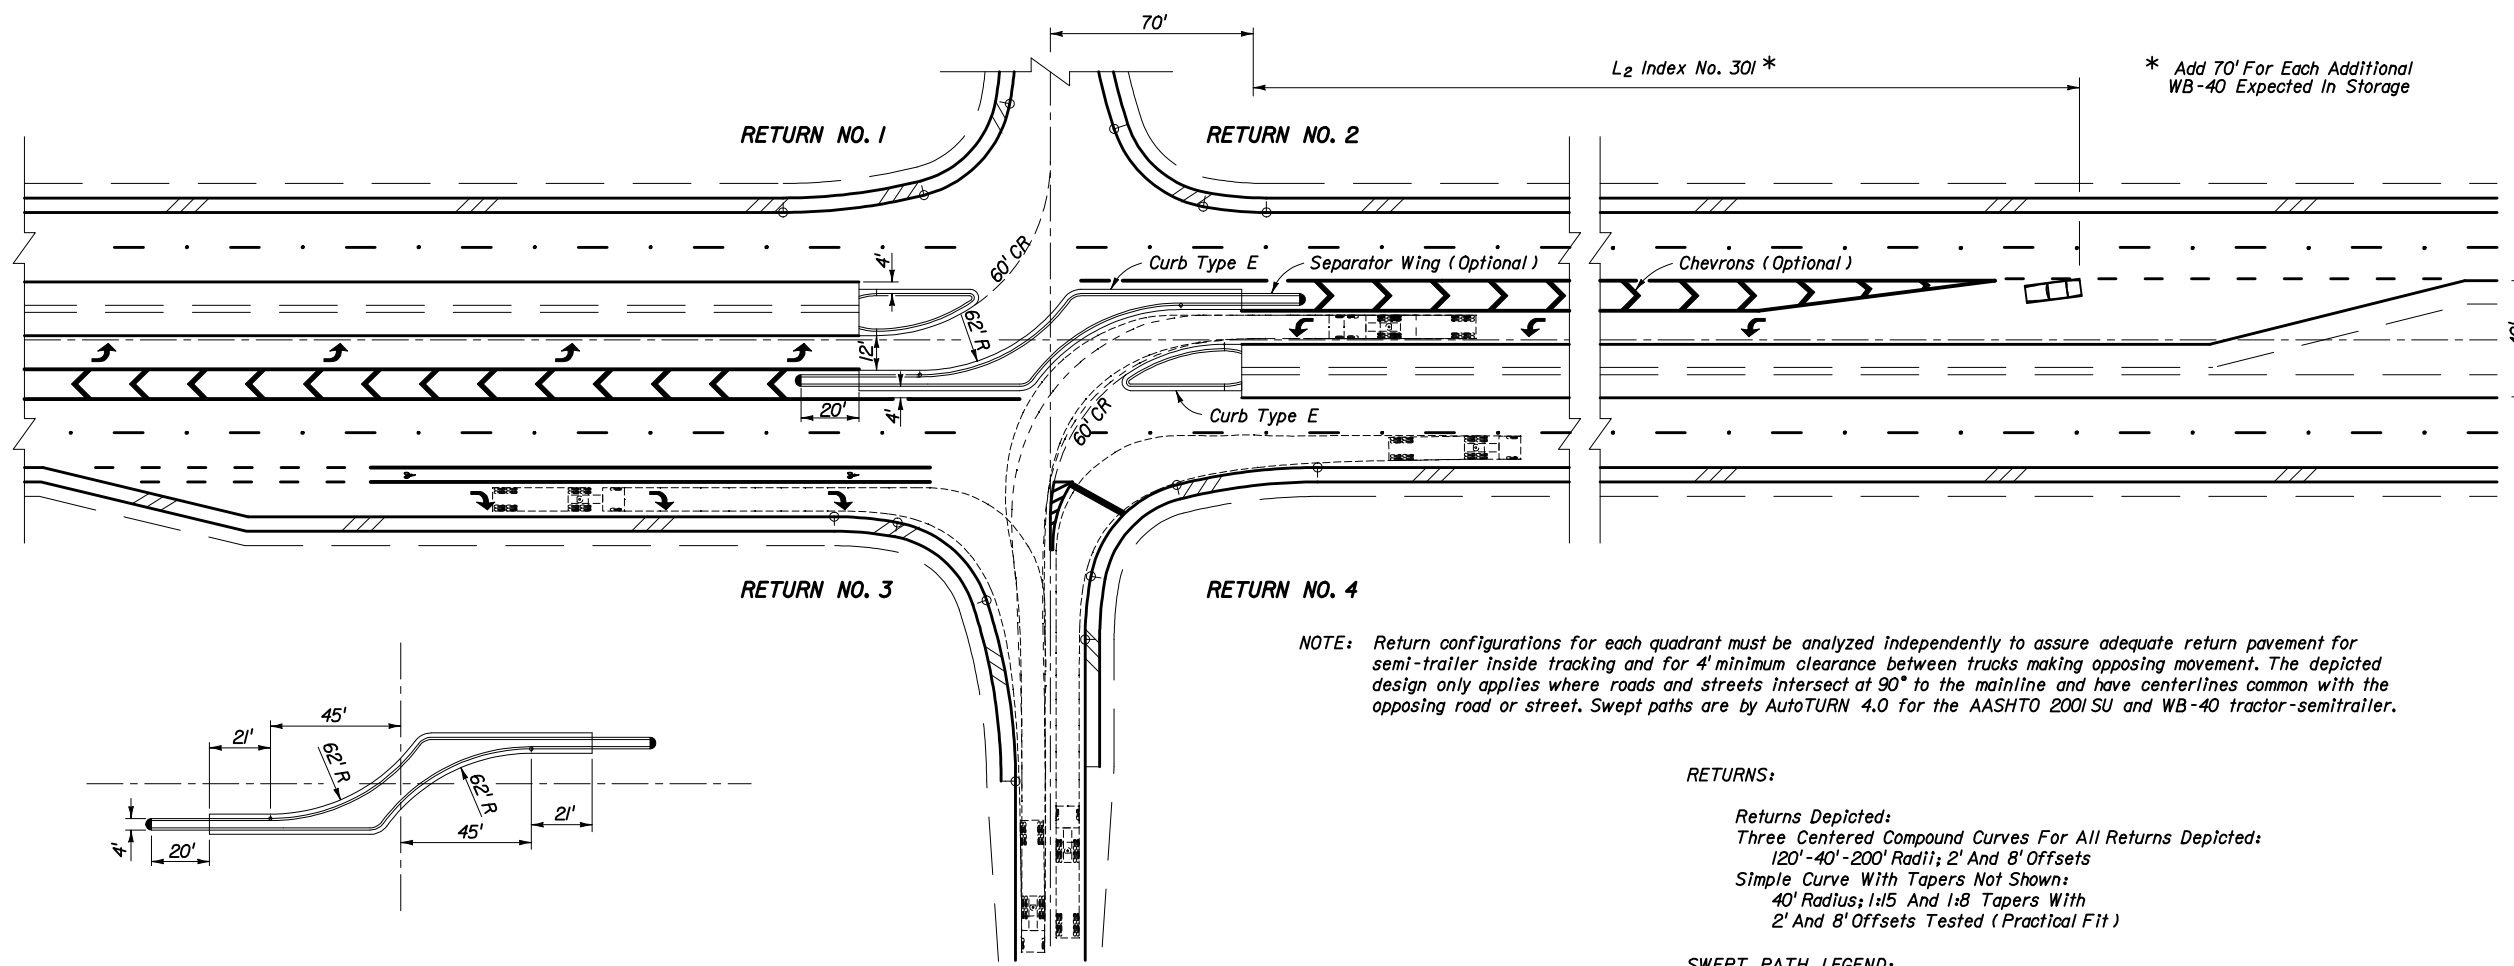 70'
L2 Index No. 301 *
* Add 70' For Each Additional
WB-40 Expected In Storage
RETURN NO. 1
RETURN NO. 2
4'
60' CR
Curb Type E
Separator Wing (Optional)
Chevrons (Optional)
62' R
12'
20'
4'
60' CR
Curb Type E
RETURN NO. 3
RETURN NO. 4
NOTE: Return configurations for each quadrant must be analyzed independently to assure adequate return pavement for
semi-trailer inside tracking and for 4' minimum clearance between trucks making opposing movement. The depicted
design only applies where roads and streets intersect at 90° to the mainline and have centerlines common with the
opposing road or street. Swept paths are by AutoTURN 4.0 for the AASHTO 2001 SU and WB-40 tractor-semitrailer.
45'
21'
62' R
62' R
21'
45'
4'
20'
RETURNS:
Returns Depicted:
Three Centered Compound Curves For All Returns Depicted:
120'-40'-200' Radii; 2' And 8' Offsets
Simple Curve With Tapers Not Shown:
40' Radius; 1:15 And 1:8 Tapers With
2' And 8' Offsets Tested (Practical Fit)
SWEPT PATH LEGEND: